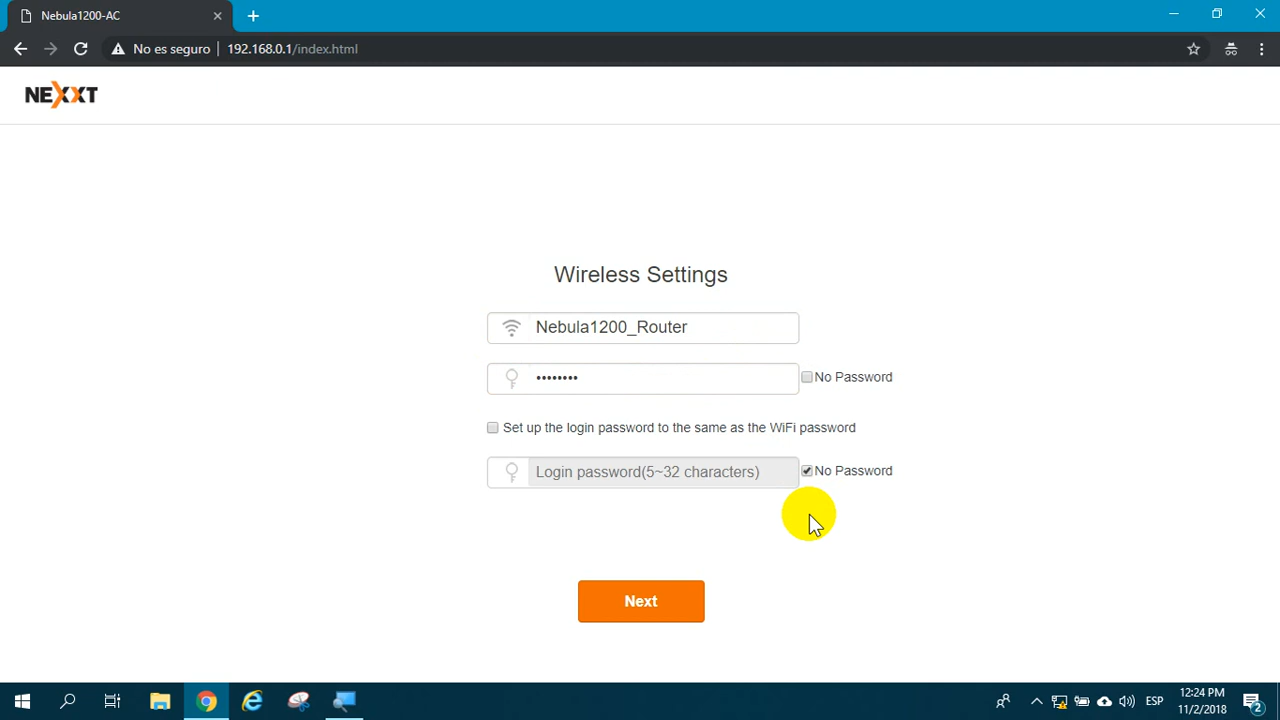 Nebula1200-AC
No es seguro 192.168.0.1/index.html
NEXXT
Wireless Settings
Nebula1200_Router
•••••••• No Password
Set up the login password to the same as the WiFi password
Login password(5~32 characters) No Password
Next
ESP
12:24 PM
11/2/2018
2